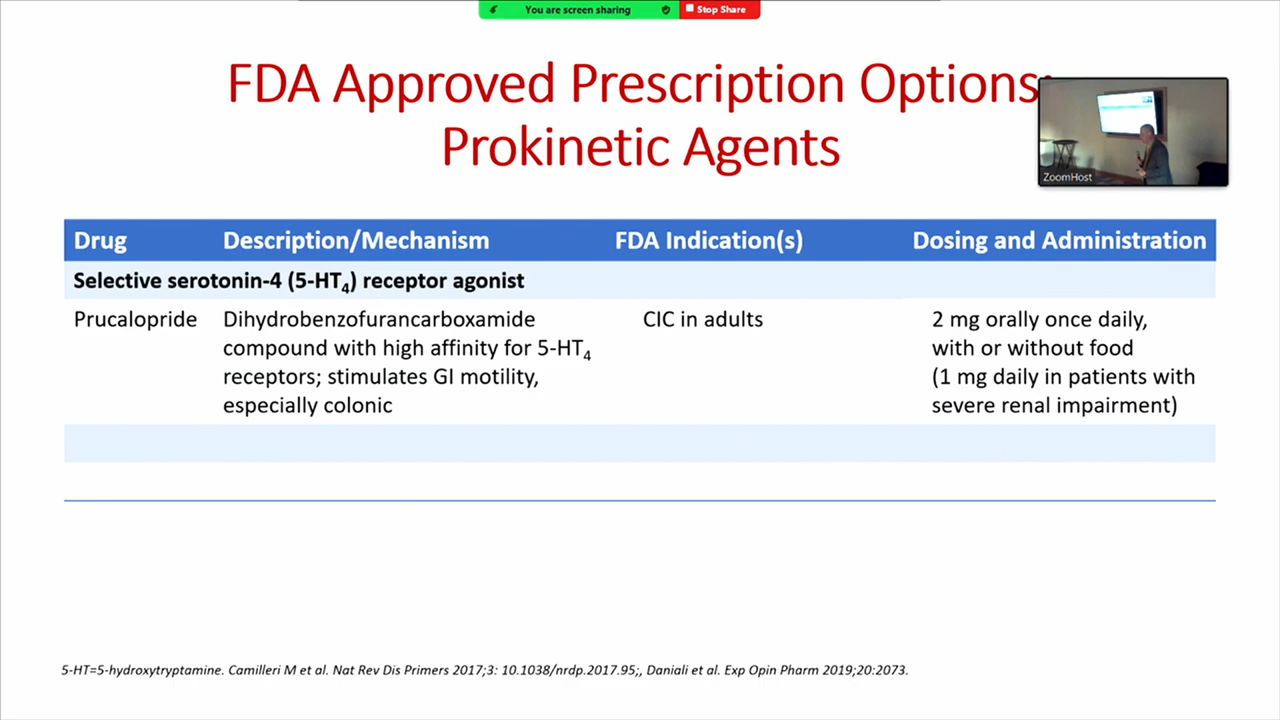 You are screen sharing
Stop Share
FDA Approved Prescription Options:
Prokinetic Agents
ZoomHost
Drug Description/Mechanism FDA Indication(s) Dosing and Administration
Selective serotonin-4 (5-HT₄) receptor agonist
Prucalopride Dihydrobenzofurancarboxamide CIC in adults 2 mg orally once daily,
compound with high affinity for 5-HT₄ with or without food
receptors; stimulates GI motility, (1 mg daily in patients with
especially colonic severe renal impairment)
5-HT=5-hydroxytryptamine. Camilleri M et al. Nat Rev Dis Primers 2017;3: 10.1038/nrdp.2017.95;, Daniali et al. Exp Opin Pharm 2019;20:2073.